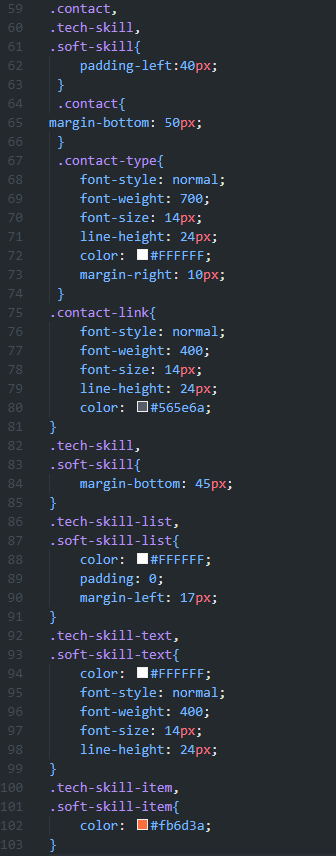 59 .contact,
60 .tech-skill,
61 .soft-skill{
62     padding-left:40px;
63  }
64  .contact{
65 margin-bottom: 50px;
66  }
67  .contact-type{
68     font-style: normal;
69     font-weight: 700;
70     font-size: 14px;
71     line-height: 24px;
72     color: #FFFFFF;
73     margin-right: 10px;
74  }
75 .contact-link{
76     font-style: normal;
77     font-weight: 400;
78     font-size: 14px;
79     line-height: 24px;
80     color: #565e6a;
81 }
82 .tech-skill,
83 .soft-skill{
84     margin-bottom: 45px;
85 }
86 .tech-skill-list,
87 .soft-skill-list{
88     color: #FFFFFF;
89     padding: 0;
90     margin-left: 17px;
91 }
92 .tech-skill-text,
93 .soft-skill-text{
94     color: #FFFFFF;
95     font-style: normal;
96     font-weight: 400;
97     font-size: 14px;
98     line-height: 24px;
99 }
100 .tech-skill-item,
101 .soft-skill-item{
102     color: #fb6d3a;
103 }